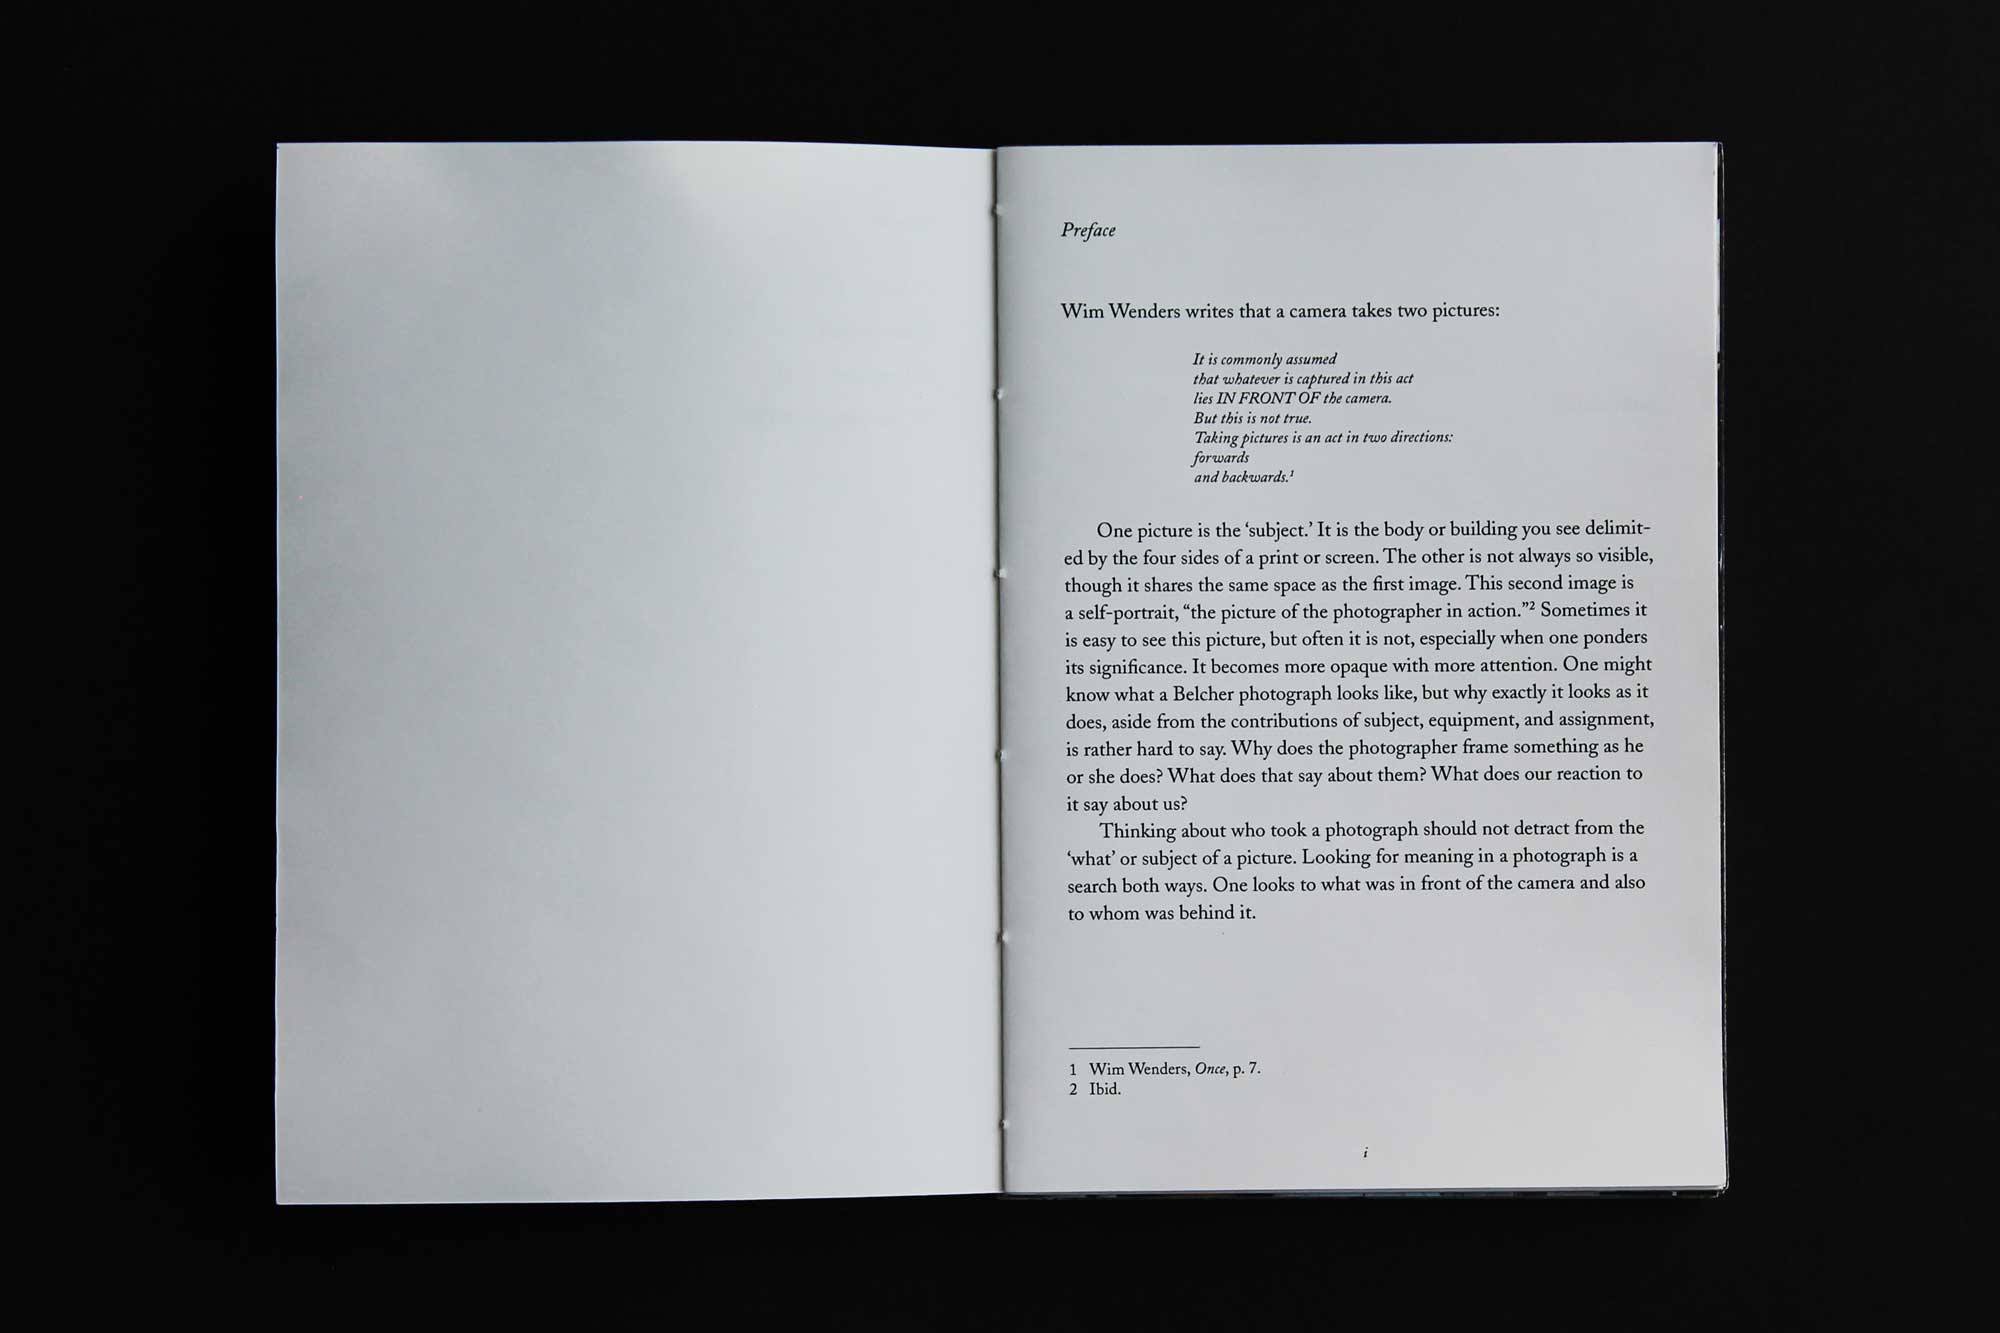 Preface
Wim Wenders writes that a camera takes two pictures:
It is commonly assumed
that whatever is captured in this act
lies IN FRONT OF the camera.
But this is not true.
Taking pictures is an act in two directions:
forwards
and backwards.¹
One picture is the ‘subject.’ It is the body or building you see delimit-
ed by the four sides of a print or screen. The other is not always so visible,
though it shares the same space as the first image. This second image is
a self-portrait, “the picture of the photographer in action.”² Sometimes it
is easy to see this picture, but often it is not, especially when one ponders
its significance. It becomes more opaque with more attention. One might
know what a Belcher photograph looks like, but why exactly it looks as it
does, aside from the contributions of subject, equipment, and assignment,
is rather hard to say. Why does the photographer frame something as he
or she does? What does that say about them? What does our reaction to
it say about us?
Thinking about who took a photograph should not detract from the
‘what’ or subject of a picture. Looking for meaning in a photograph is a
search both ways. One looks to what was in front of the camera and also
to whom was behind it.
1 Wim Wenders, Once, p. 7.
2 Ibid.
i